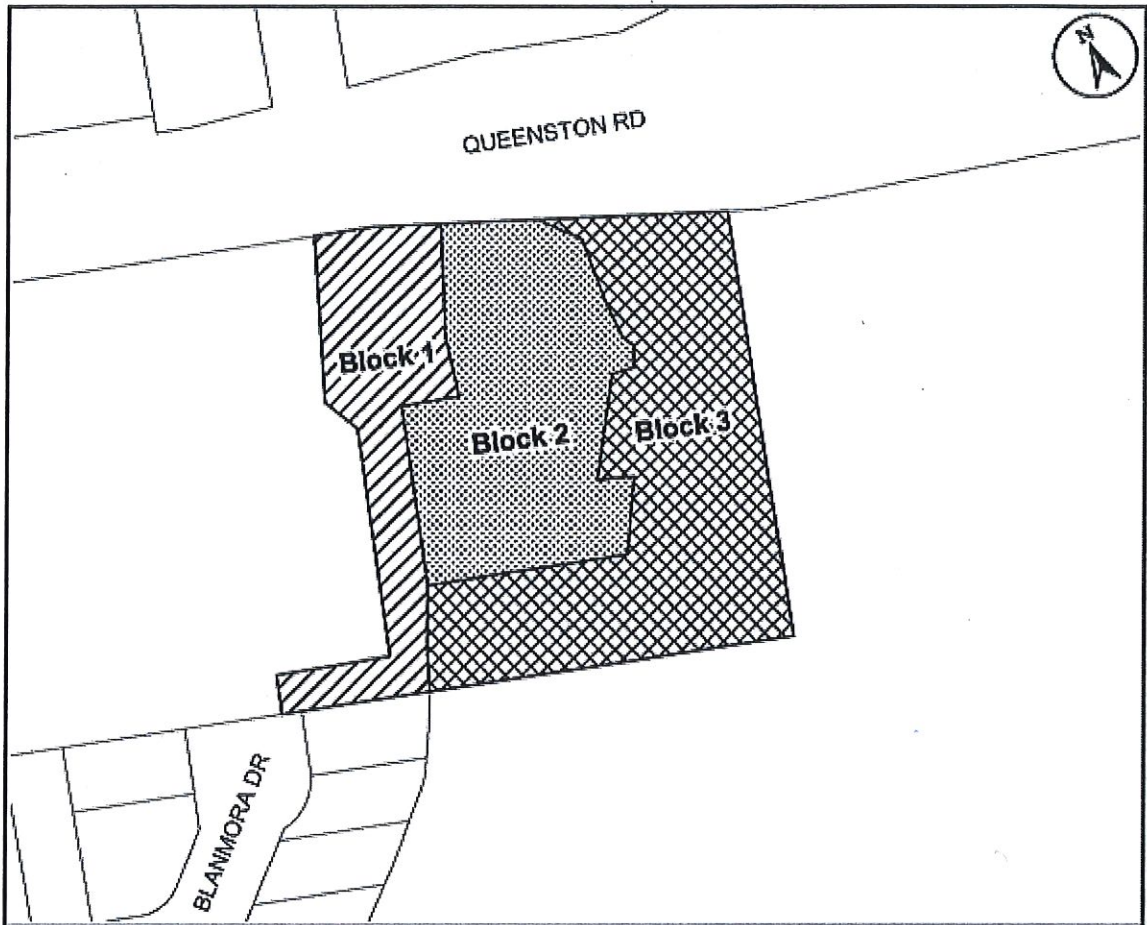 N
QUEENSTON RD
Block 1
Block 2
Block 3
BLANMORA DR